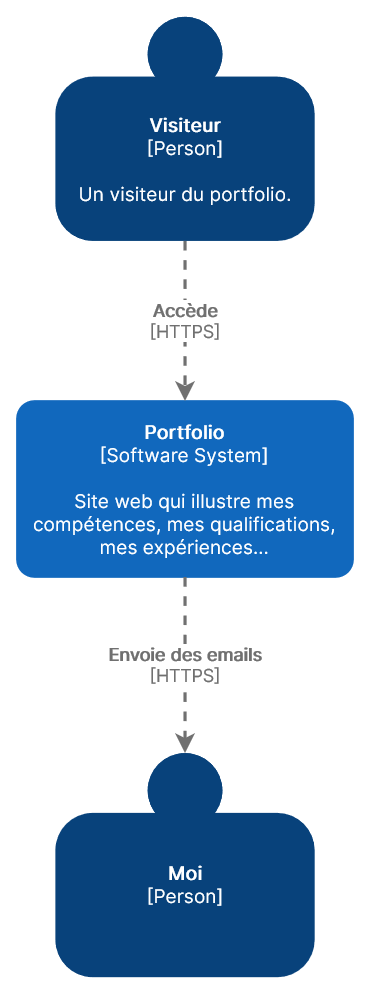 Visiteur
[Person]
Un visiteur du portfolio.
Accède
[HTTPS]
Portfolio
[Software System]
Site web qui illustre mes
compétences, mes qualifications,
mes expériences...
Envoie des emails
[HTTPS]
Moi
[Person]